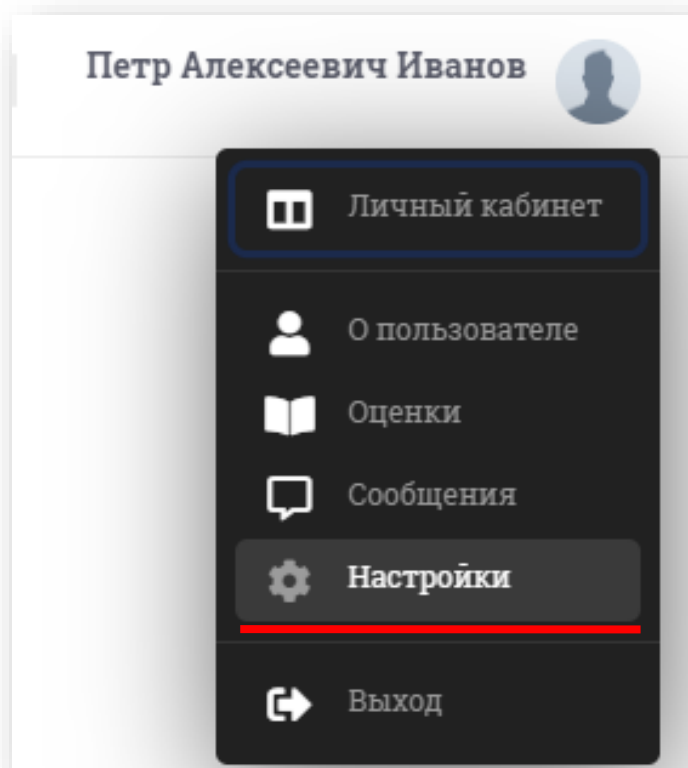 Петр Алексеевич Иванов
Личный кабинет
О пользователе
Оценки
Сообщения
Настройки
Выход